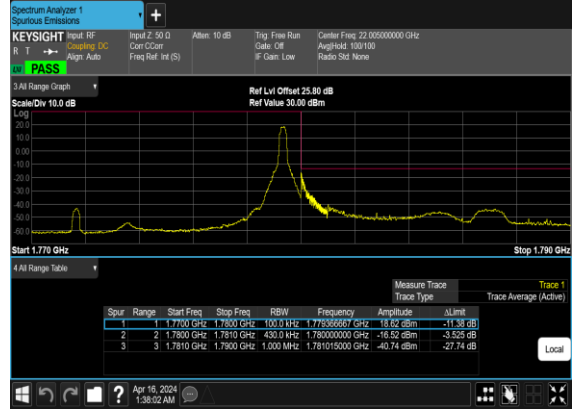 Spectrum Analyzer 1
Spurious Emissions
+
KEYSIGHT Input: RF Input Z: 50 Ω Atten: 10 dB Trig: Free Run Center Freq: 22.005000000 GHz
R T Coupling: DC Corr CCorr Gate: Off Avg|Hold: 100/100
Align: Auto Freq Ref: Int (S) IF Gain: Low Radio Std: None
LW PASS
3 All Range Graph
Ref Lvl Offset 25.80 dB
Scale/Div 10.0 dB Ref Value 30.00 dBm
Log
20.0
10.0
0.00
-10.0
-20.0
-30.0
-40.0
-50.0
-60.0
Start 1.770 GHz Stop 1.790 GHz
4 All Range Table
Measure Trace Trace 1
Trace Type Trace Average (Active)
Spur Range Start Freq Stop Freq RBW Frequency Amplitude ΔLimit
1 1 1.7700 GHz 1.7800 GHz 100.0 kHz 1.779366667 GHz 18.62 dBm -11.38 dB
2 2 1.7800 GHz 1.7810 GHz 430.0 kHz 1.780000000 GHz -16.52 dBm -3.525 dB
3 3 1.7810 GHz 1.7900 GHz 1.000 MHz 1.781015000 GHz -40.74 dBm -27.74 dB
Local
? Apr 16, 2024
1:38:02 AM